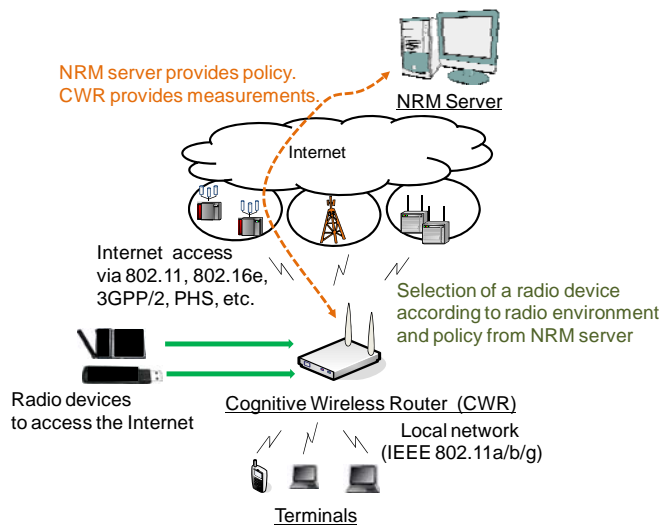 NRM server provides policy.
CWR provides measurements.
NRM Server
Internet
Internet access
via 802.11, 802.16e,
3GPP/2, PHS, etc.
Selection of a radio device
according to radio environment
and policy from NRM server
Radio devices
to access the Internet
Cognitive Wireless Router (CWR)
Local network
(IEEE 802.11a/b/g)
Terminals